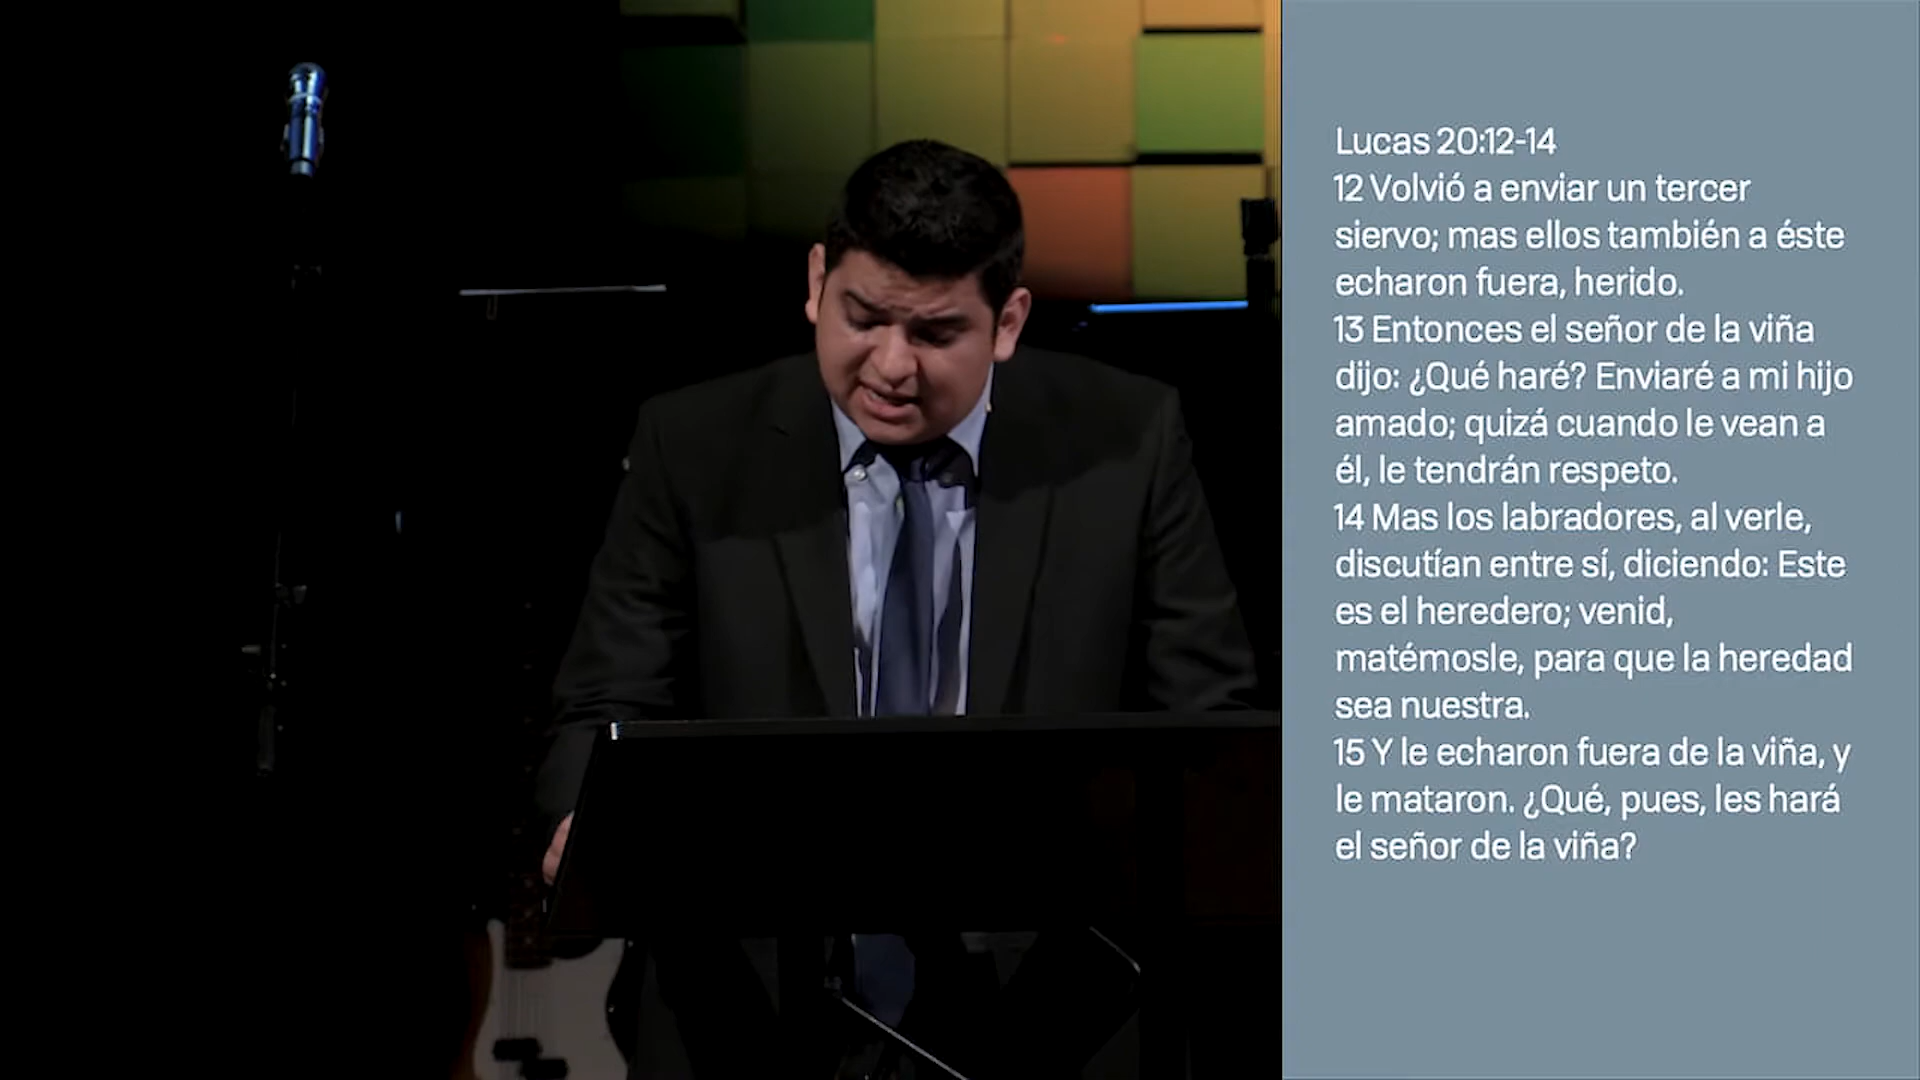 Lucas 20:12-14
12 Volvió a enviar un tercer
siervo; mas ellos también a éste
echaron fuera, herido.
13 Entonces el señor de la viña
dijo: ¿Qué haré? Enviaré a mi hijo
amado; quizá cuando le vean a
él, le tendrán respeto.
14 Mas los labradores, al verle,
discutían entre sí, diciendo: Este
es el heredero; venid,
matémosle, para que la heredad
sea nuestra.
15 Y le echaron fuera de la viña, y
le mataron. ¿Qué, pues, les hará
el señor de la viña?